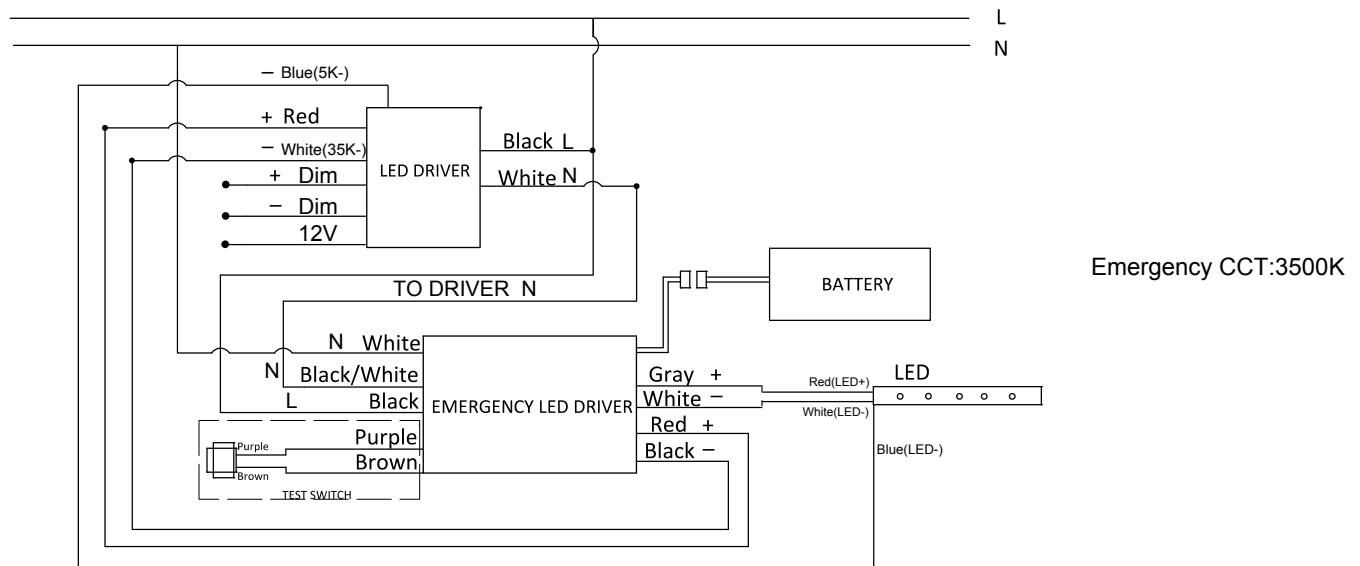 L
N
− Blue(5K-)
+ Red
− White(35K-)
+ Dim
− Dim
12V
LED DRIVER
Black L
White N
TO DRIVER N
BATTERY
Emergency CCT:3500K
N White
N Black/White
L Black
Purple
Brown
EMERGENCY LED DRIVER
Gray +
White −
Red +
Black −
Red(LED+)
White(LED-)
LED
Blue(LED-)
Purple
Brown
TEST SWITCH